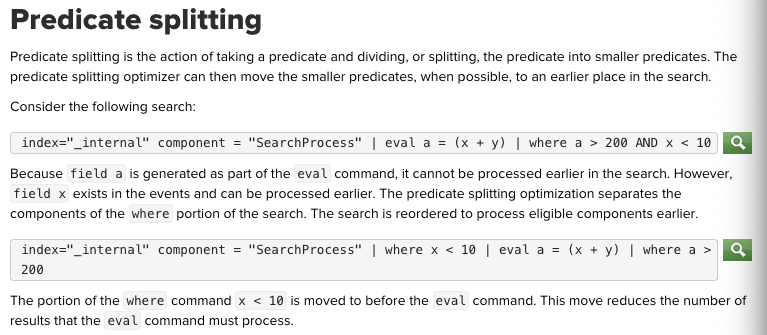 Predicate splitting
Predicate splitting is the action of taking a predicate and dividing, or splitting, the predicate into smaller predicates. The
predicate splitting optimizer can then move the smaller predicates, when possible, to an earlier place in the search.
Consider the following search:
index="_internal" component = "SearchProcess" | eval a = (x + y) | where a > 200 AND x < 10
Because field a is generated as part of the eval command, it cannot be processed earlier in the search. However,
field x exists in the events and can be processed earlier. The predicate splitting optimization separates the
components of the where portion of the search. The search is reordered to process eligible components earlier.
index="_internal" component = "SearchProcess" | where x < 10 | eval a = (x + y) | where a >
200
The portion of the where command x < 10 is moved to before the eval command. This move reduces the number of
results that the eval command must process.